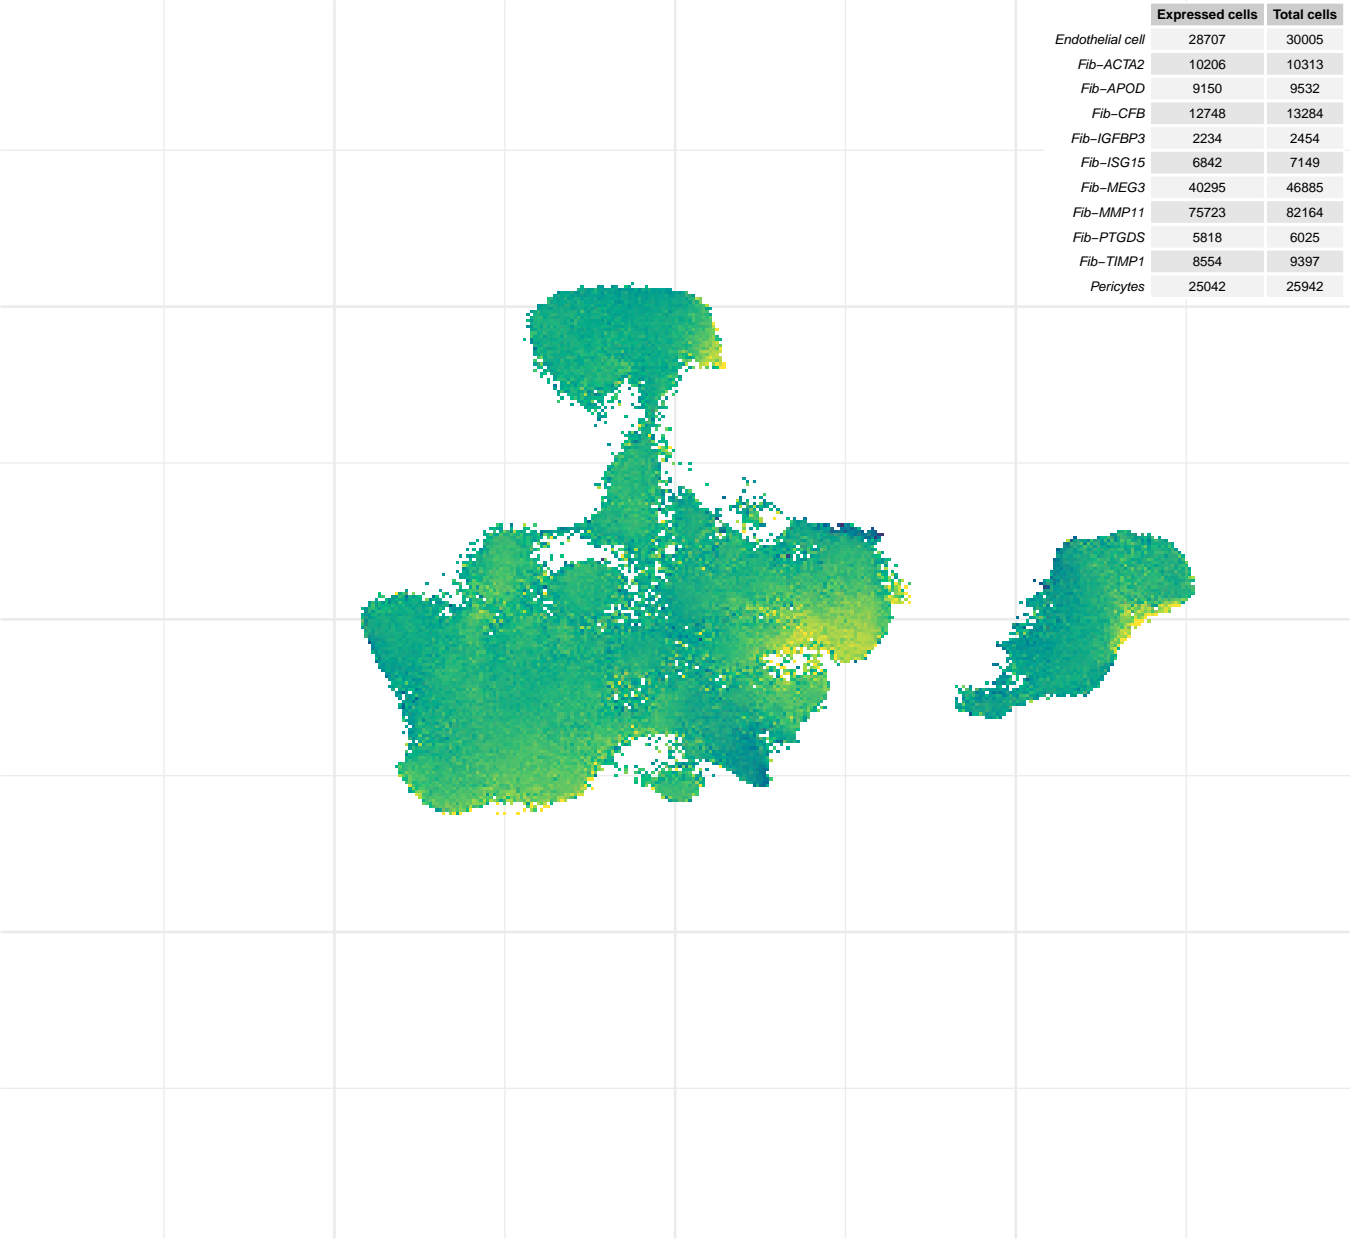 Expressed cells Total cells
Endothelial cell 28707 30005
Fib−ACTA2 10206 10313
Fib−APOD 9150 9532
Fib−CFB 12748 13284
Fib−IGFBP3 2234 2454
Fib−ISG15 6842 7149
Fib−MEG3 40295 46885
Fib−MMP11 75723 82164
Fib−PTGDS 5818 6025
Fib−TIMP1 8554 9397
Pericytes 25042 25942